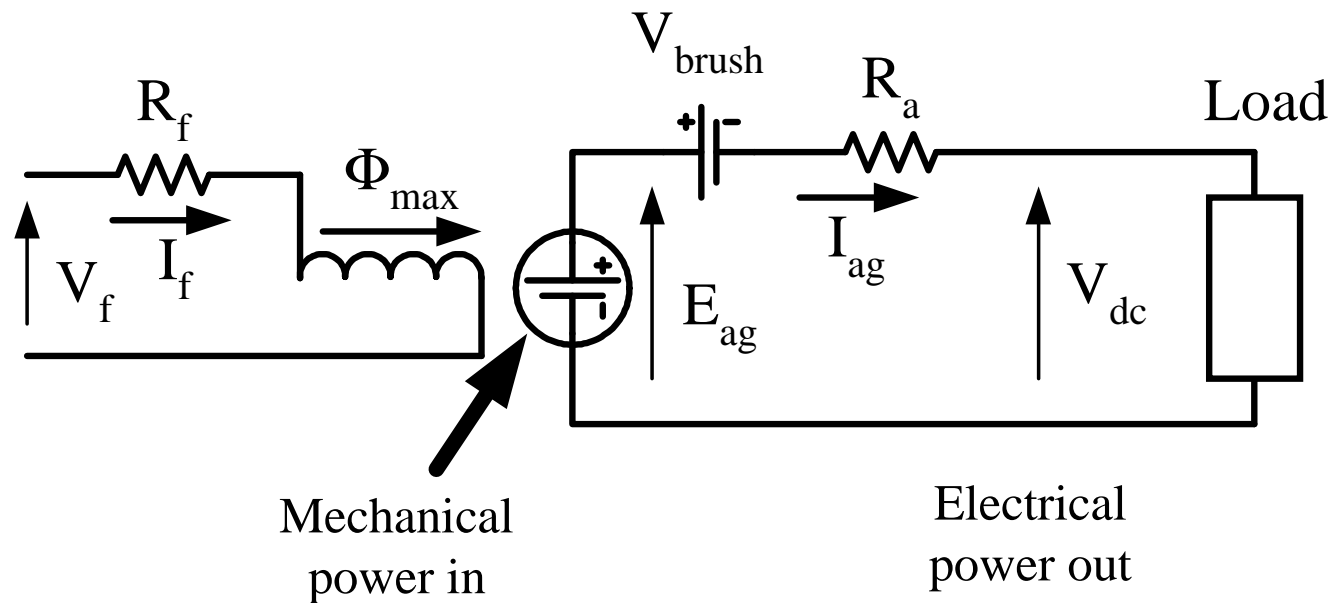 V_brush
R_f
R_a
Load
Φ_max
+ -
I_f
I_ag
V_f
+
-
E_ag
V_dc
Mechanical
power in
Electrical
power out